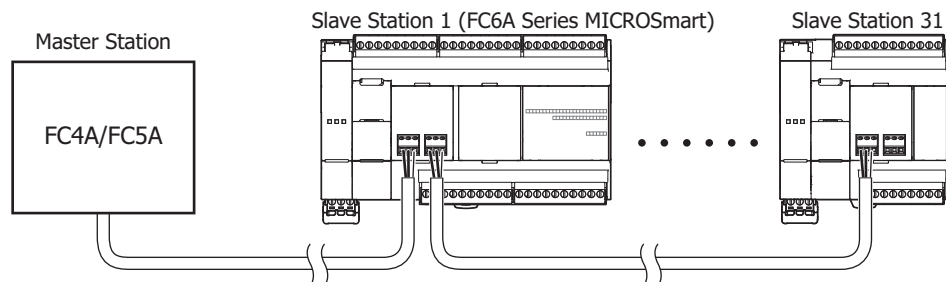 Slave Station 1 (FC6A Series MICROSmart)
Slave Station 31
Master Station
FC4A/FC5A